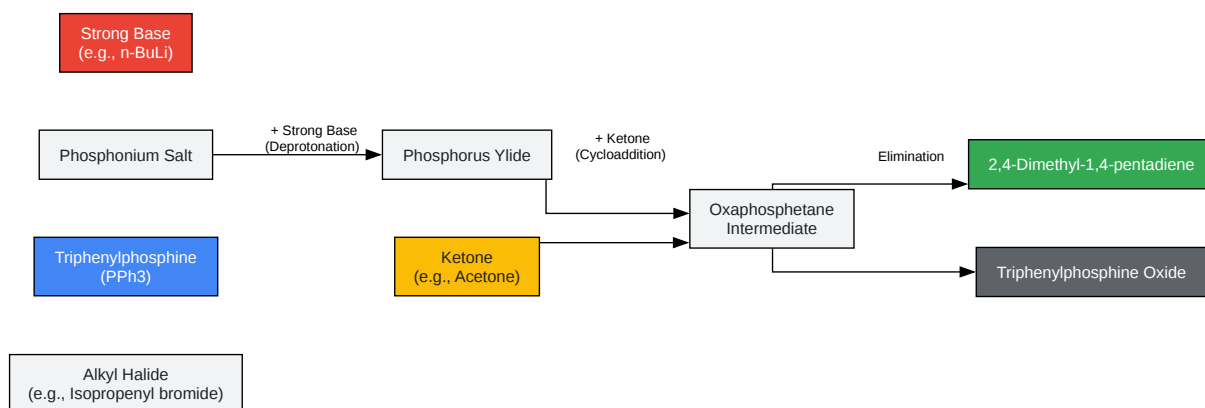 Strong Base
(e.g., n-BuLi)
+ Strong Base
(Deprotonation)
+ Ketone
(Cycloaddition)
Phosphonium Salt
Phosphorus Ylide
Elimination
2,4-Dimethyl-1,4-pentadiene
Oxaphosphetane
Intermediate
Triphenylphosphine
(PPh3)
Ketone
(e.g., Acetone)
Triphenylphosphine Oxide
Alkyl Halide
(e.g., Isopropenyl bromide)